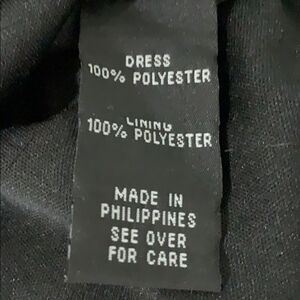 DRESS
100% POLYESTER
LINING
100% POLYESTER
MADE IN
PHILIPPINES
SEE OVER
FOR CARE